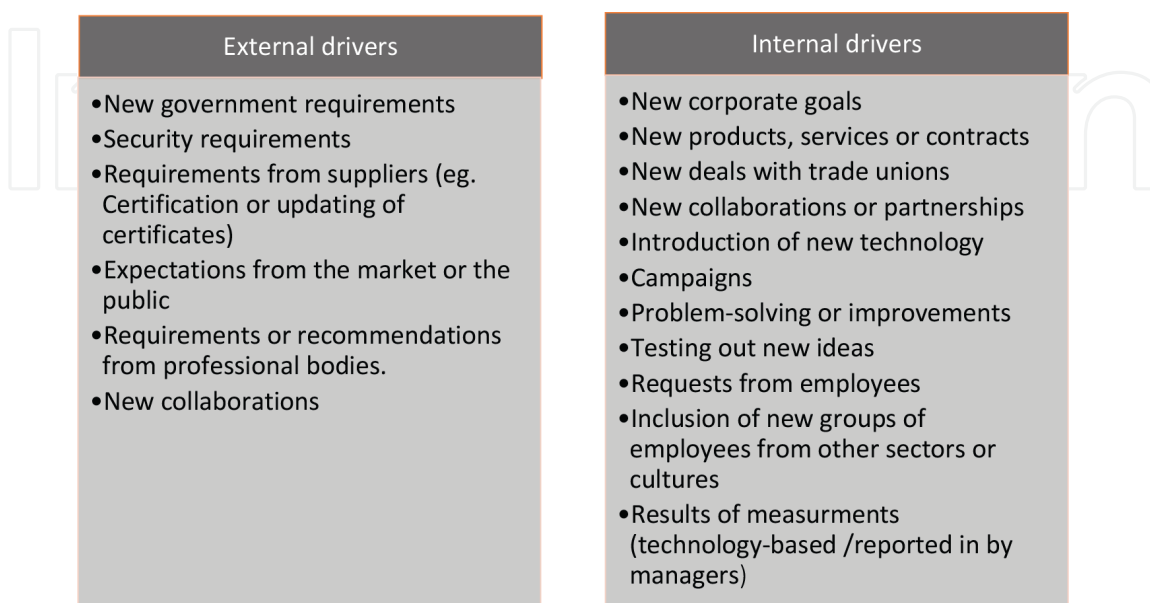 External drivers
•New government requirements
•Security requirements
•Requirements from suppliers (eg.
Certification or updating of
certificates)
•Expectations from the market or the
public
•Requirements or recommendations
from professional bodies.
•New collaborations
Internal drivers
•New corporate goals
•New products, services or contracts
•New deals with trade unions
•New collaborations or partnerships
•Introduction of new technology
•Campaigns
•Problem-solving or improvements
•Testing out new ideas
•Requests from employees
•Inclusion of new groups of
employees from other sectors or
cultures
•Results of measurments
(technology-based /reported in by
managers)